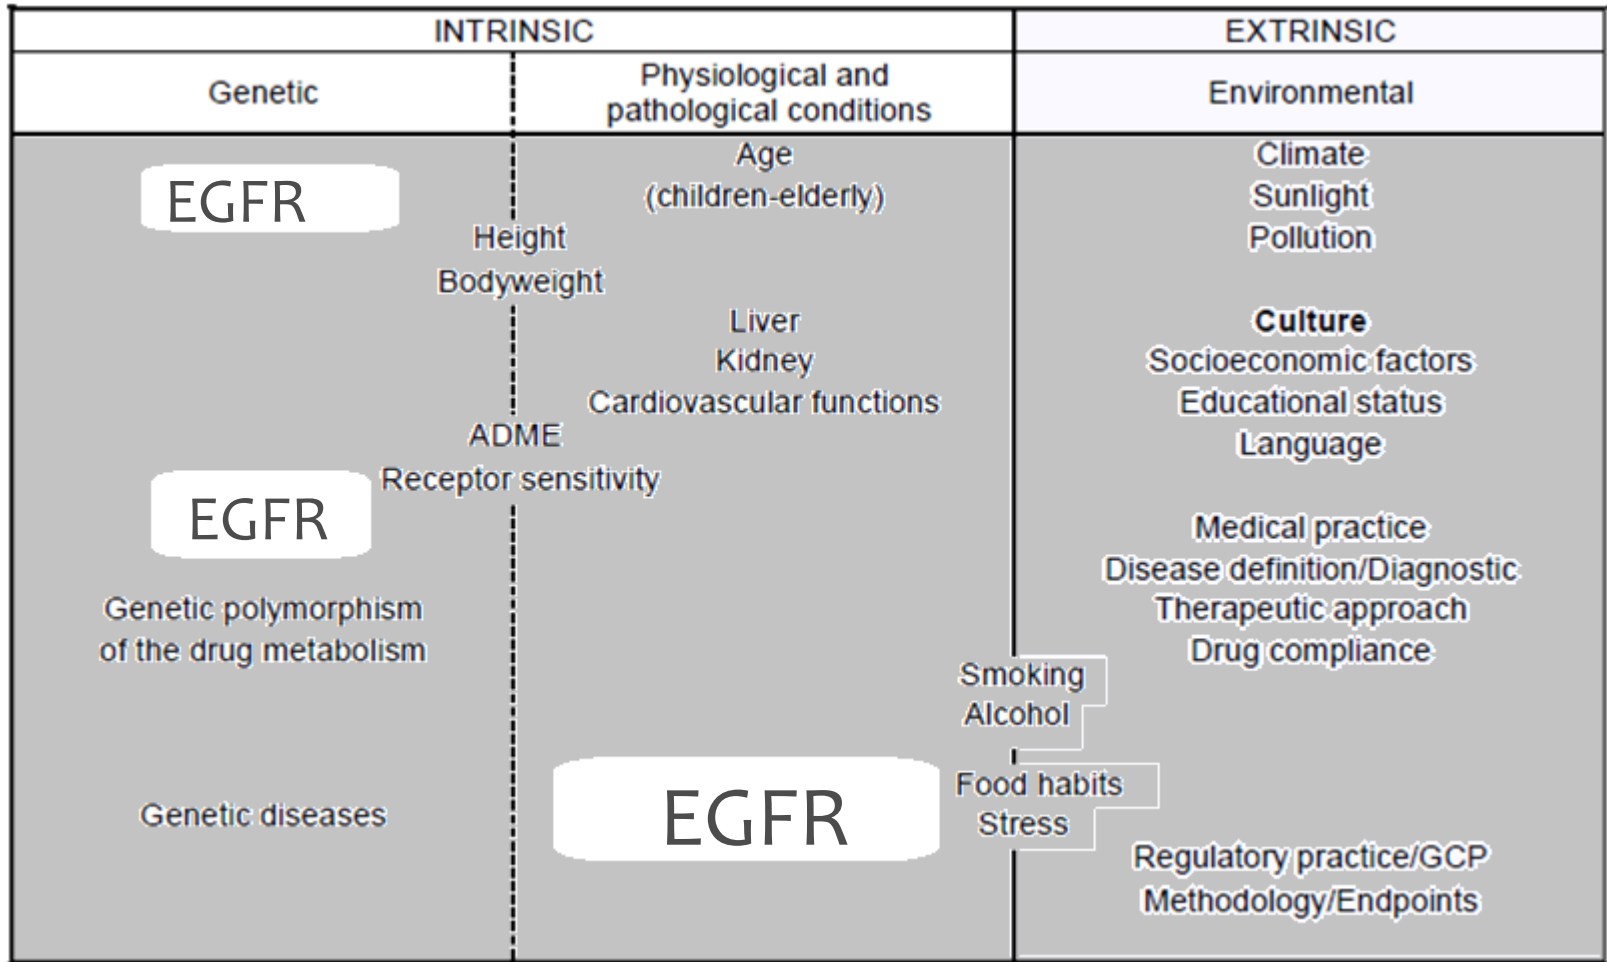 INTRINSIC
EXTRINSIC
Genetic
Physiological and
pathological conditions
Environmental
EGFR
Height
Bodyweight
ADME
Receptor sensitivity
EGFR
Genetic polymorphism
of the drug metabolism
Genetic diseases
Age
(children-elderly)
Liver
Kidney
Cardiovascular functions
EGFR
Smoking
Alcohol
Food habits
Stress
Climate
Sunlight
Pollution
Culture
Socioeconomic factors
Educational status
Language
Medical practice
Disease definition/Diagnostic
Therapeutic approach
Drug compliance
Regulatory practice/GCP
Methodology/Endpoints